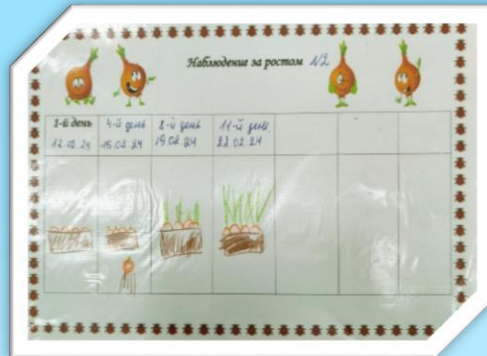 Наблюдение за ростом №2
1-й день 4-й день 8-й день 11-й день
12.02.24 15.02.24 19.02.24 22.02.24